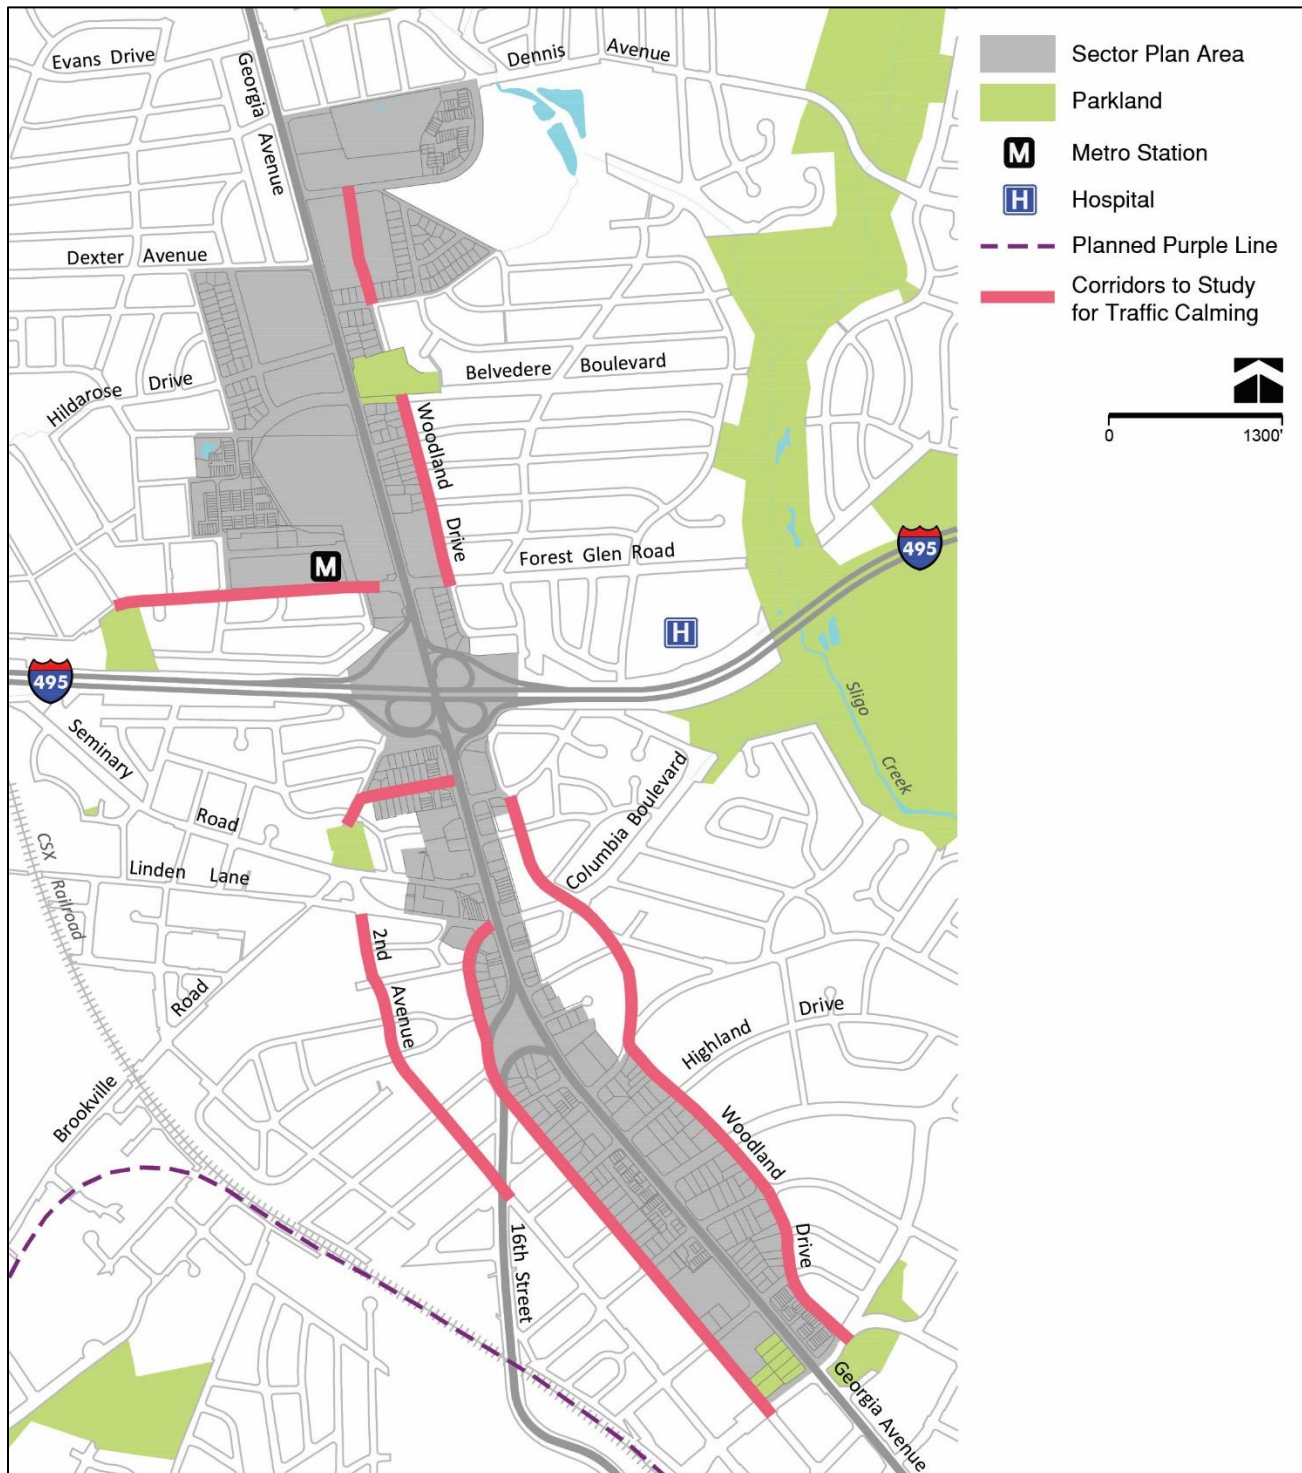 Evans Drive
Georgia Avenue
Dennis Avenue
Sector Plan Area
Parkland
M Metro Station
H Hospital
Planned Purple Line
Corridors to Study
for Traffic Calming
0 1300'
Dexter Avenue
Hildarose Drive
Belvedere Boulevard
Woodland Drive
M
Forest Glen Road
495
H
495
Sligo Creek
Seminary Road
Columbia Boulevard
CSX Railroad
Linden Lane
2nd Avenue
Highland Drive
Brookville Road
Woodland Drive
16th Street
Georgia Avenue